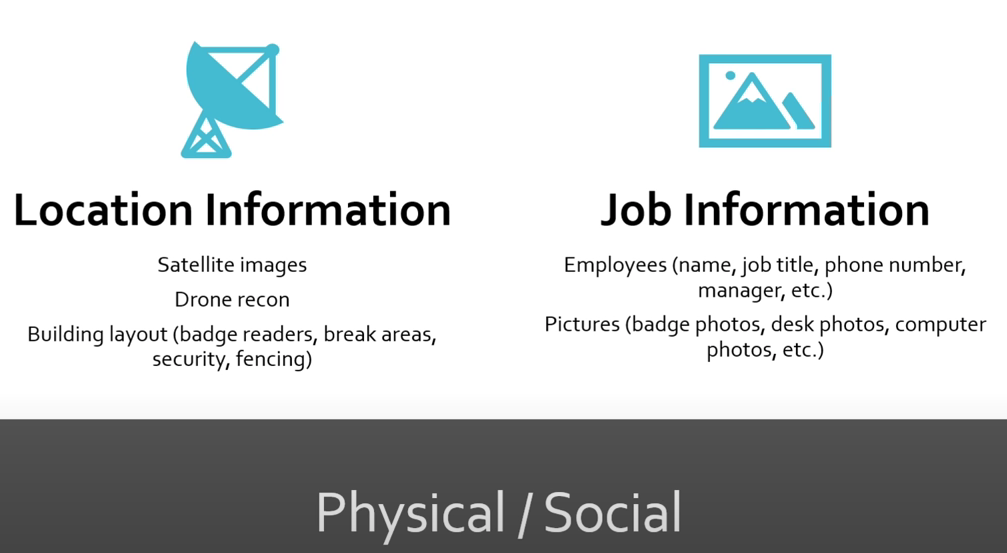 Location Information
Satellite images
Drone recon
Building layout (badge readers, break areas,
security, fencing)
Job Information
Employees (name, job title, phone number,
manager, etc.)
Pictures (badge photos, desk photos, computer
photos, etc.)
Physical / Social